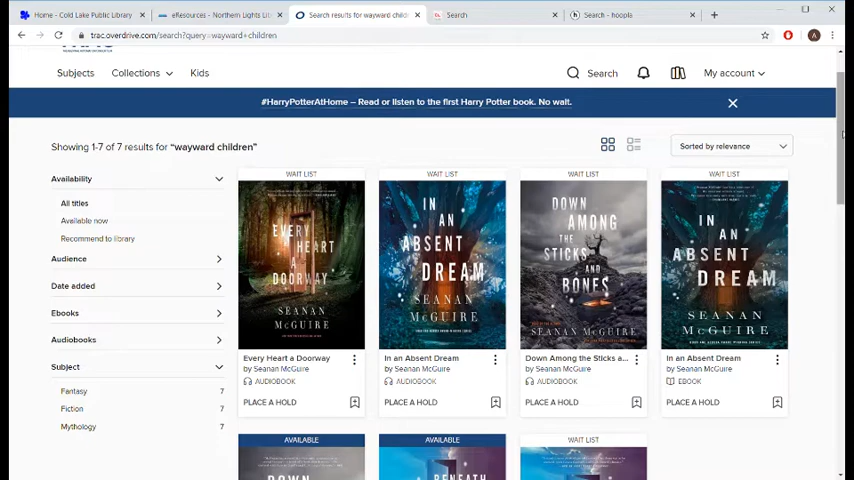 Home - Cold Lake Public Library
eResources - Northern Lights Lib
Search results for wayward childr
Search
Search - hoopla
trac.overdrive.com/search?query=wayward+children
A
Subjects
Collections
Kids
Search
My account
#HarryPotterAtHome – Read or listen to the first Harry Potter book. No wait.
Showing 1-7 of 7 results for “wayward children”
Sorted by relevance
Availability
All titles
Available now
Recommend to library
Audience
Date added
Ebooks
Audiobooks
Subject
Fantasy 7
Fiction 7
Mythology 7
WAIT LIST
EVERY
HEART
A
DOORWAY
SEANAN
McGUIRE
Every Heart a Doorway
by Seanan McGuire
AUDIOBOOK
PLACE A HOLD
WAIT LIST
IN
AN
ABSENT
DREAM
SEANAN
McGUIRE
In an Absent Dream
by Seanan McGuire
AUDIOBOOK
PLACE A HOLD
WAIT LIST
DOWN
AMONG
THE
STICKS
AND
BONES
SEANAN McGUIRE
Down Among the Sticks a...
by Seanan McGuire
AUDIOBOOK
PLACE A HOLD
WAIT LIST
IN
AN
ABSENT
DREAM
SEANAN
McGUIRE
In an Absent Dream
by Seanan McGuire
EBOOK
PLACE A HOLD
AVAILABLE
DOWN
AVAILABLE
BENEATH
WAIT LIST